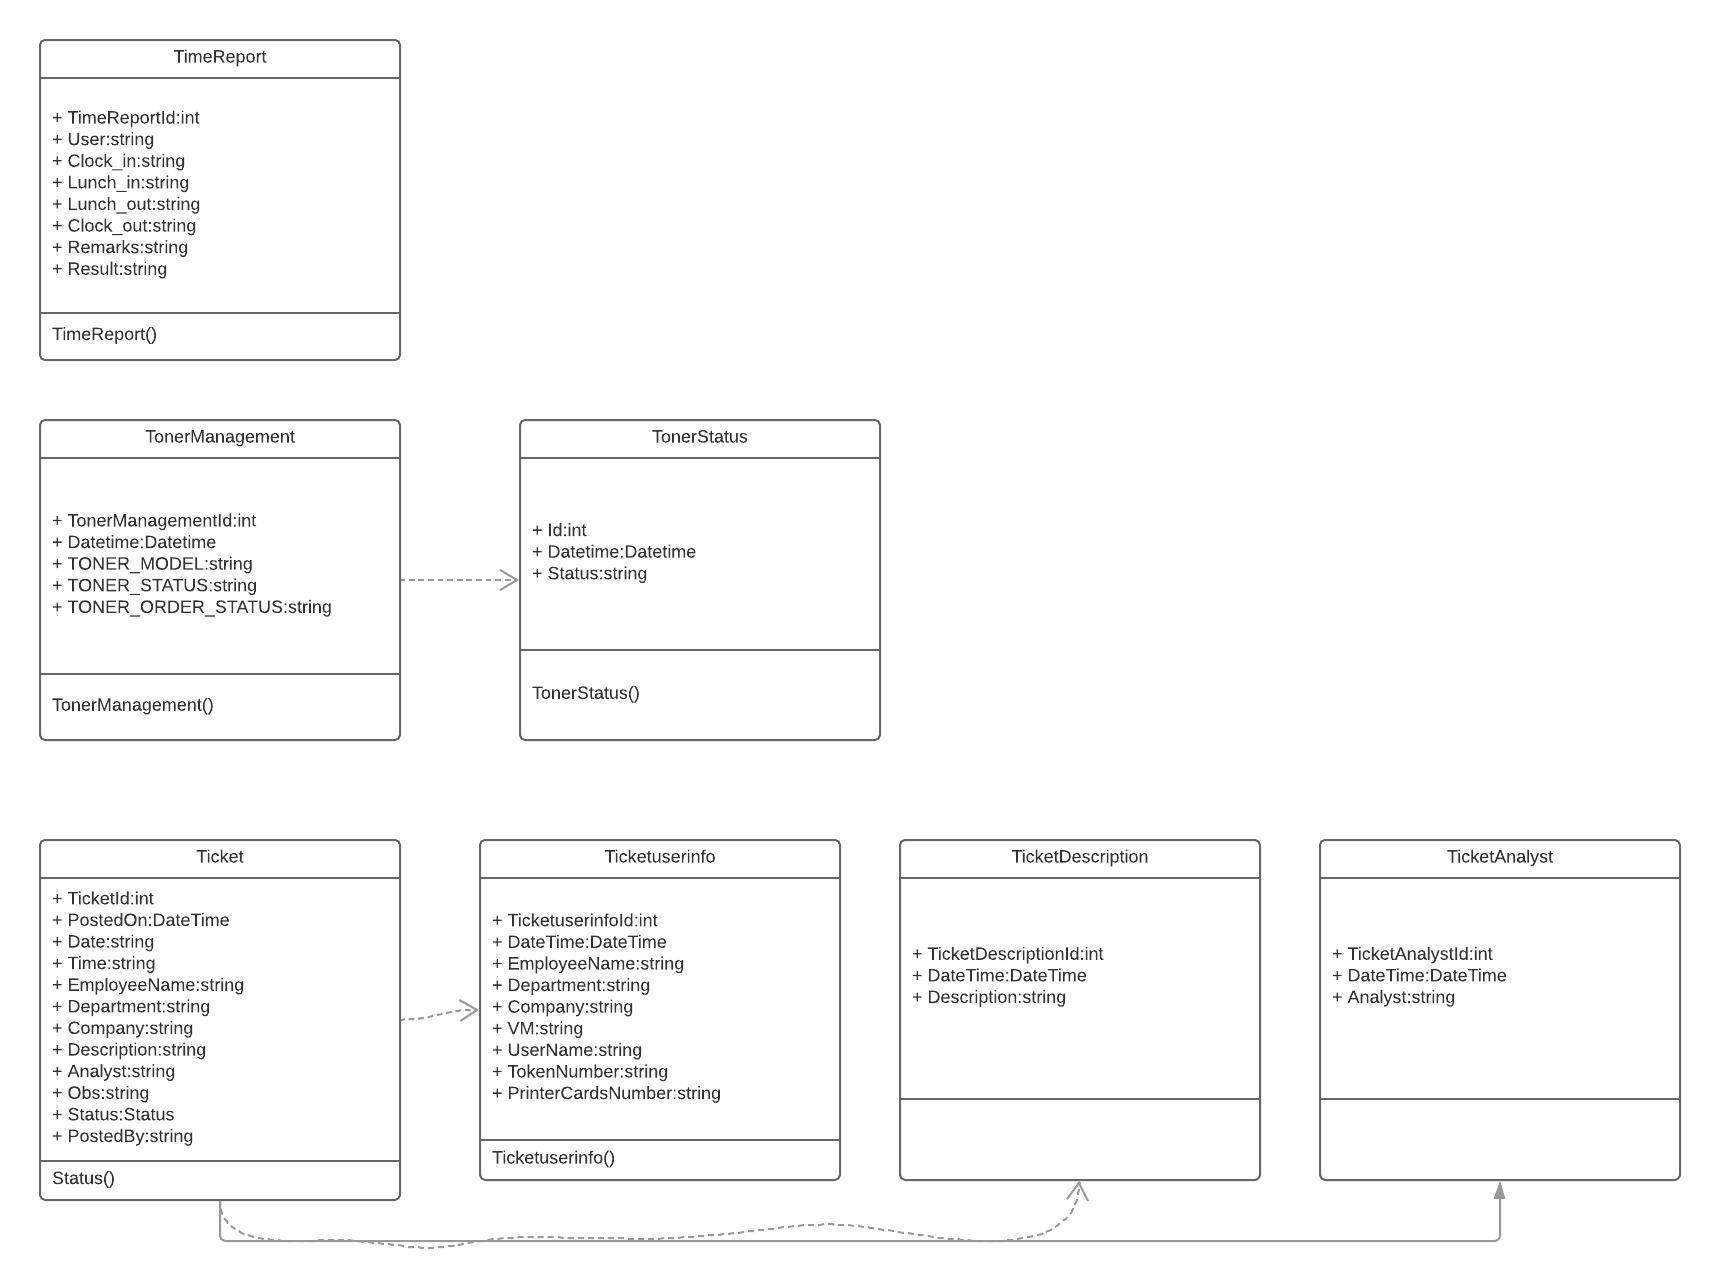 TimeReport
+ TimeReportId:int
+ User:string
+ Clock_in:string
+ Lunch_in:string
+ Lunch_out:string
+ Clock_out:string
+ Remarks:string
+ Result:string
TimeReport()
TonerManagement
+ TonerManagementId:int
+ Datetime:Datetime
+ TONER_MODEL:string
+ TONER_STATUS:string
+ TONER_ORDER_STATUS:string
TonerManagement()
TonerStatus
+ Id:int
+ Datetime:Datetime
+ Status:string
TonerStatus()
Ticket
+ TicketId:int
+ PostedOn:DateTime
+ Date:string
+ Time:string
+ EmployeeName:string
+ Department:string
+ Company:string
+ Description:string
+ Analyst:string
+ Obs:string
+ Status:Status
+ PostedBy:string
Status()
Ticketuserinfo
+ TicketuserinfoId:int
+ DateTime:DateTime
+ EmployeeName:string
+ Department:string
+ Company:string
+ VM:string
+ UserName:string
+ TokenNumber:string
+ PrinterCardsNumber:string
Ticketuserinfo()
TicketDescription
+ TicketDescriptionId:int
+ DateTime:DateTime
+ Description:string
TicketAnalyst
+ TicketAnalystId:int
+ DateTime:DateTime
+ Analyst:string